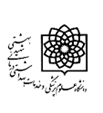 دانشگاه علوم پزشکی و خدمات بهداشتی و درمانی شهید بهشتی